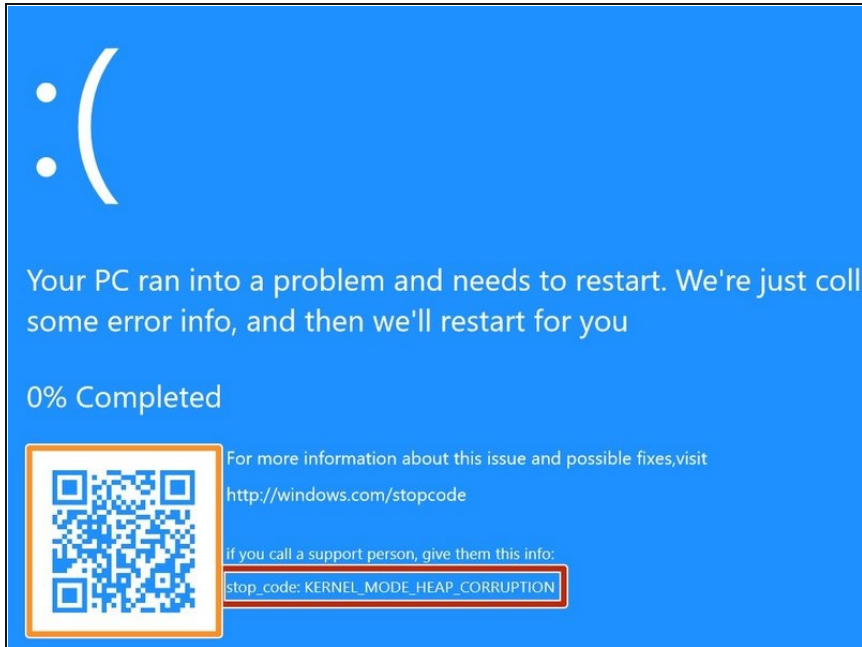 :(
Your PC ran into a problem and needs to restart. We're just coll
some error info, and then we'll restart for you
0% Completed
For more information about this issue and possible fixes,visit
http://windows.com/stopcode
if you call a support person, give them this info:
stop_code: KERNEL_MODE_HEAP_CORRUPTION